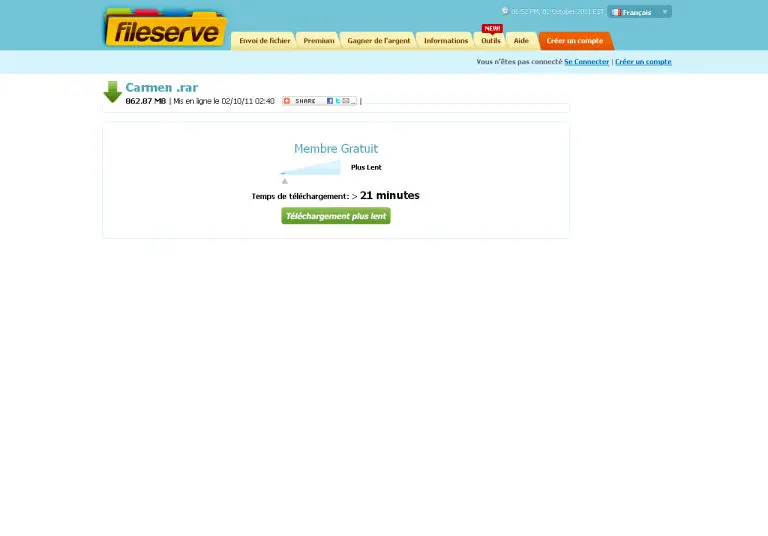 fileserve
01:52 PM, 02 October 2011 EST
Français
NEW!
Envoi de fichier
Premium
Gagner de l'argent
Informations
Outils
Aide
Créer un compte
Vous n'êtes pas connecté Se Connecter | Créer un compte
Carmen .rar
862.87 MB | Mis en ligne le 02/10/11 02:40 SHARE |
Membre Gratuit
Plus Lent
Temps de téléchargement: > 21 minutes
Téléchargement plus lent